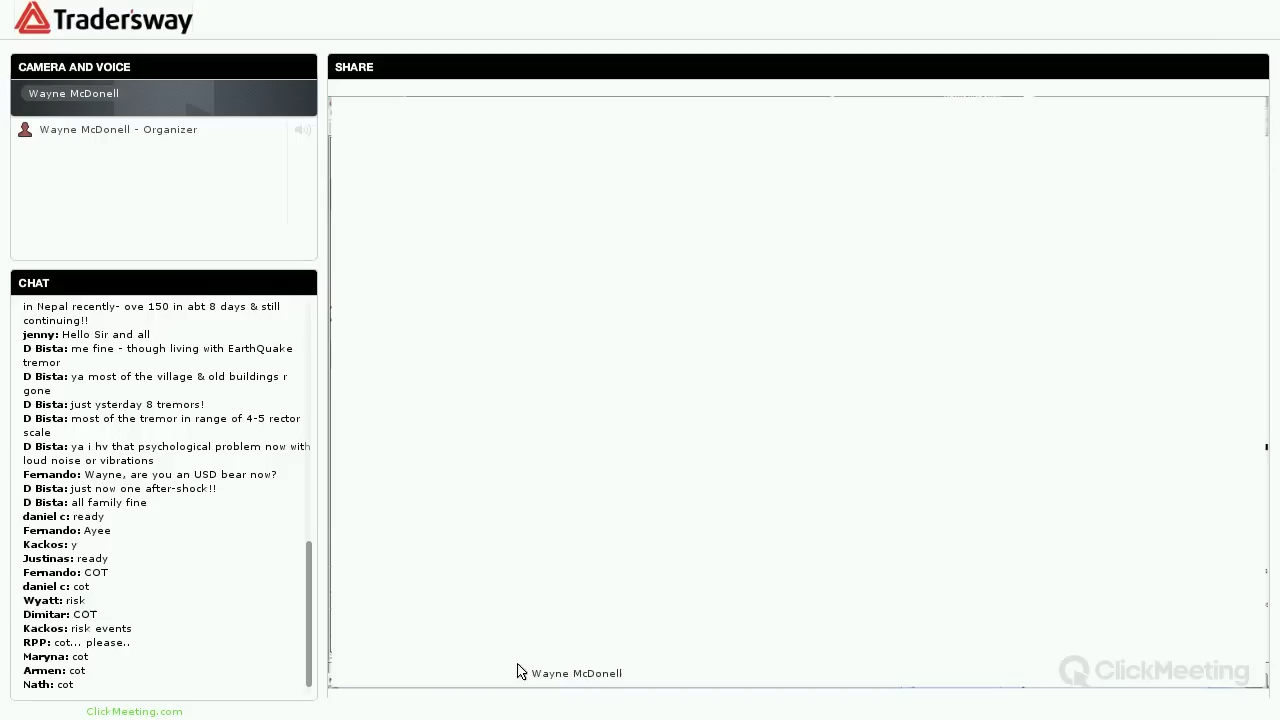 Tradersway
CAMERA AND VOICE
Wayne McDonell
Wayne McDonell - Organizer
SHARE
CHAT
in Nepal recently- ove 150 in abt 8 days & still
continuing!!
jenny: Hello Sir and all
D Bista: me fine - though living with EarthQuake
tremor
D Bista: ya most of the village & old buildings r
gone
D Bista: just ysterday 8 tremors!
D Bista: most of the tremor in range of 4-5 rector
scale
D Bista: ya i hv that psychological problem now with
loud noise or vibrations
Fernando: Wayne, are you an USD bear now?
D Bista: just now one after-shock!!
D Bista: all family fine
daniel c: ready
Fernando: Ayee
Kackos: y
Justinas: ready
Fernando: COT
daniel c: cot
Wyatt: risk
Dimitar: COT
Kackos: risk events
RPP: cot... please..
Maryna: cot
Armen: cot
Nath: cot
Wayne McDonell
ClickMeeting
ClickMeeting.com